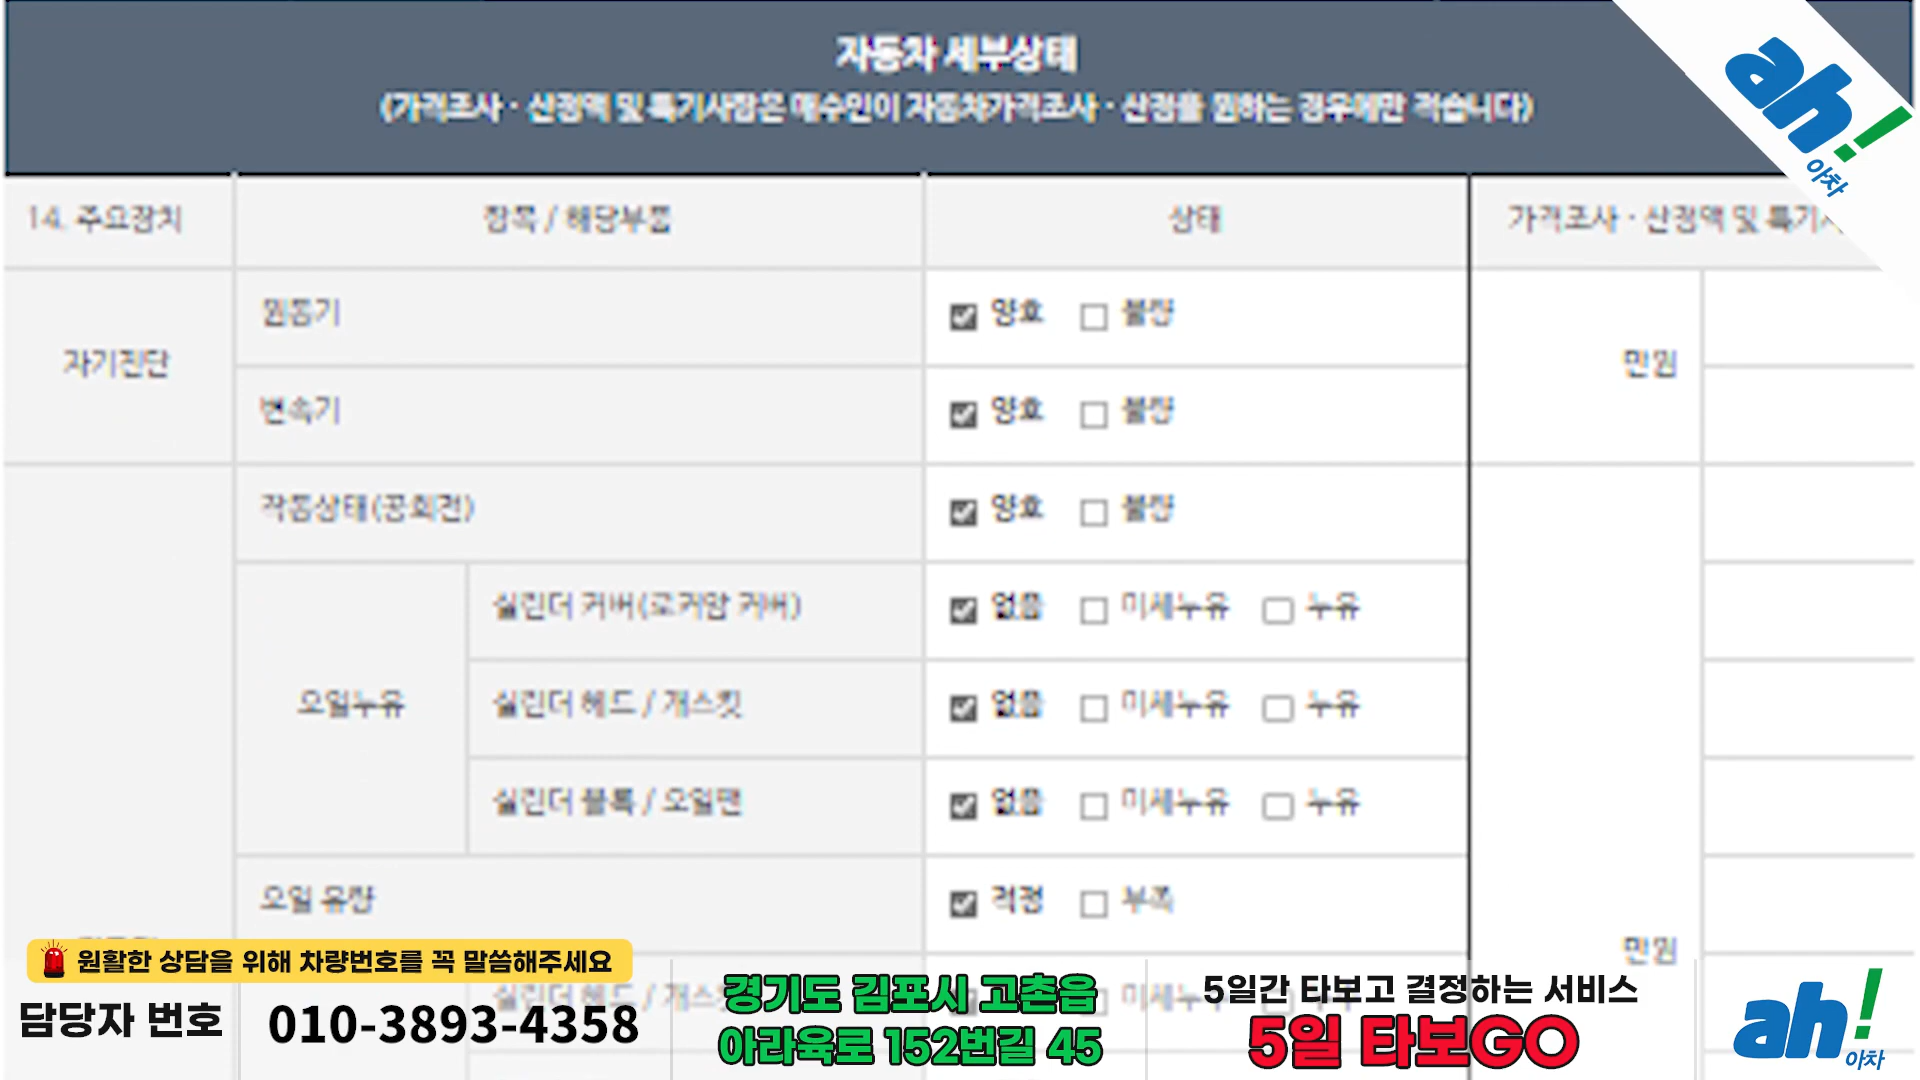 자동차 세부상태
(가격조사 · 산정액 및 특기사항은 매수인이 자동차가격조사 · 산정을 원하는 경우에만 적습니다)
ah!
아차
14. 주요장치 항목 / 해당부품 상태 가격조사 · 산정액 및 특기
자기진단 원동기 양호 불량 만원
변속기 양호 불량
작동상태(공회전) 양호 불량
오일누유 실린더 커버(로커암 커버) 없음 미세누유 누유
실린더 헤드 / 개스킷 없음 미세누유 누유
실린더 블록 / 오일팬 없음 미세누유 누유
오일 유량 적정 부족
만원
실린더 헤드 / 개스 미세누
원활한 상담을 위해 차량번호를 꼭 말씀해주세요
담당자 번호 010-3893-4358
경기도 김포시 고촌읍
아라육로 152번길 45
5일간 타보고 결정하는 서비스
5일 타보GO
ah!
아차